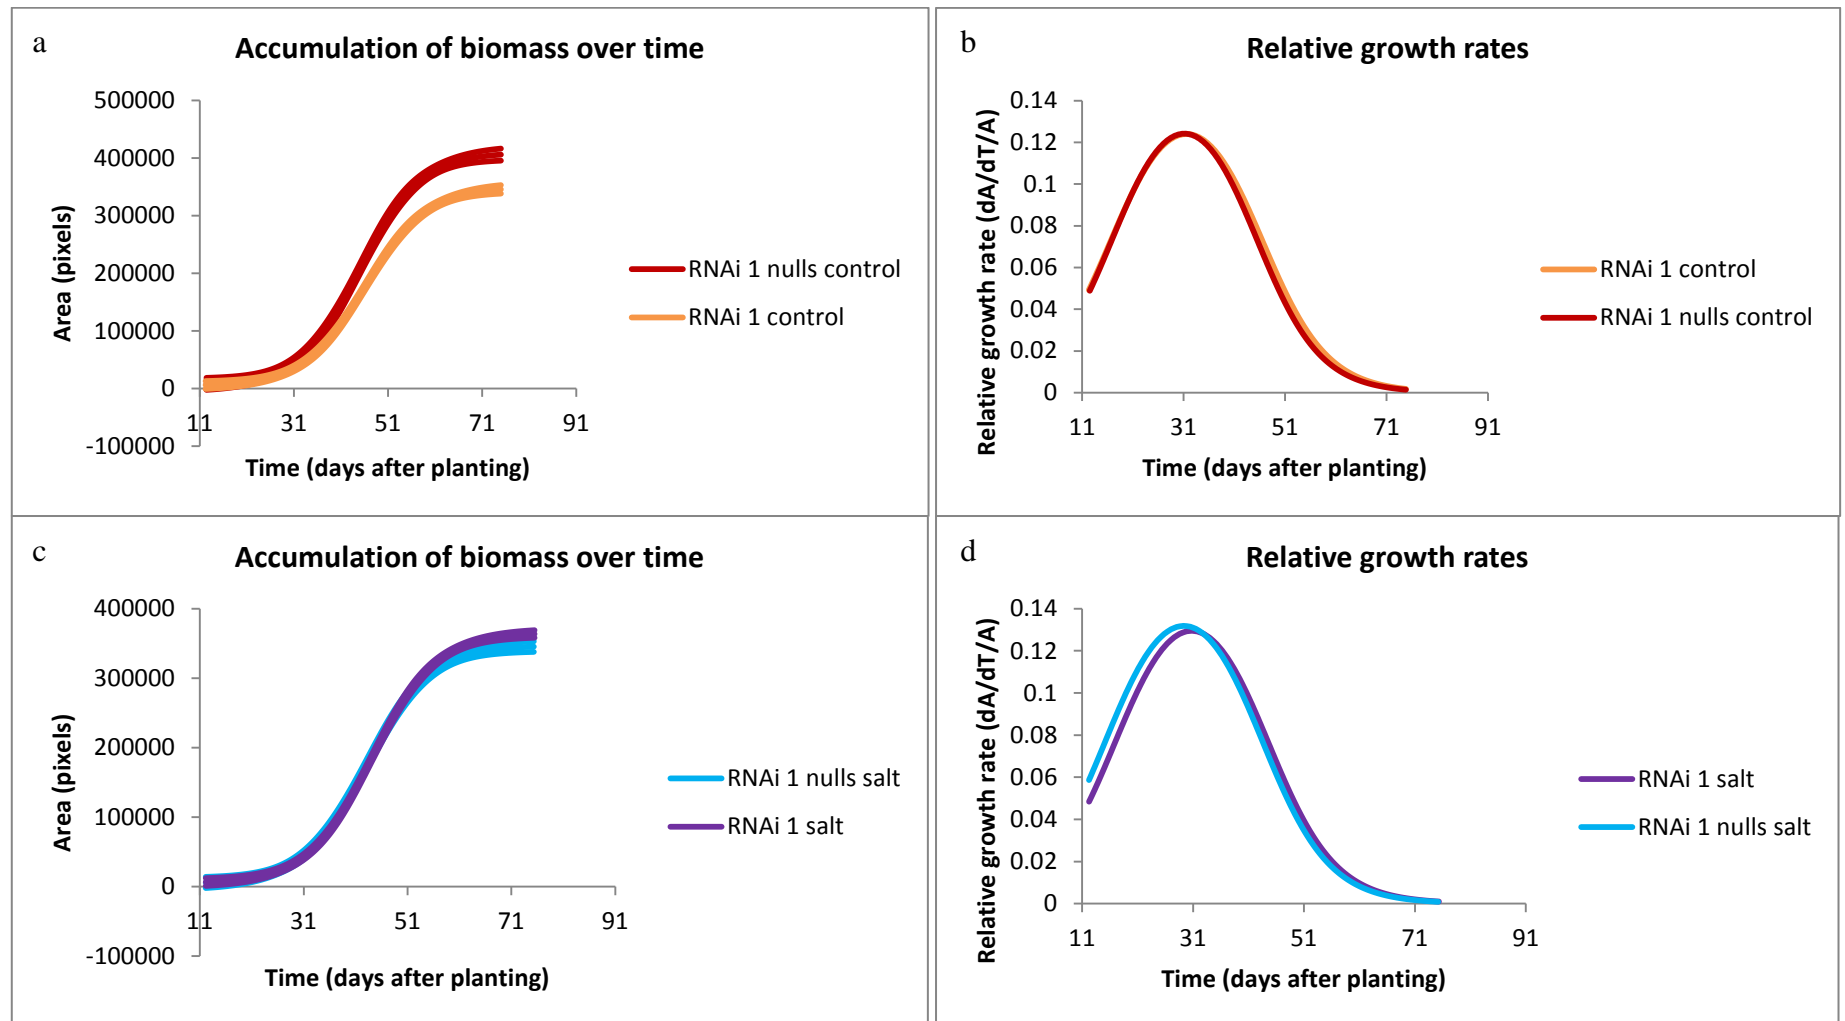 a
Accumulation of biomass over time
500000
400000
300000
200000
100000
0
-100000
11
31
51
71
91
Area (pixels)
Time (days after planting)
RNAi 1 nulls control
RNAi 1 control
b
Relative growth rates
0.14
0.12
0.1
0.08
0.06
0.04
0.02
0
11
31
51
71
91
Relative growth rate (dA/dT/A)
Time (days after planting)
RNAi 1 control
RNAi 1 nulls control
c
Accumulation of biomass over time
400000
300000
200000
100000
0
-100000
11
31
51
71
91
Area (pixels)
Time (days after planting)
RNAi 1 nulls salt
RNAi 1 salt
d
Relative growth rates
0.14
0.12
0.1
0.08
0.06
0.04
0.02
0
11
31
51
71
91
Relative growth rate (dA/dT/A)
Time (days after planting)
RNAi 1 salt
RNAi 1 nulls salt